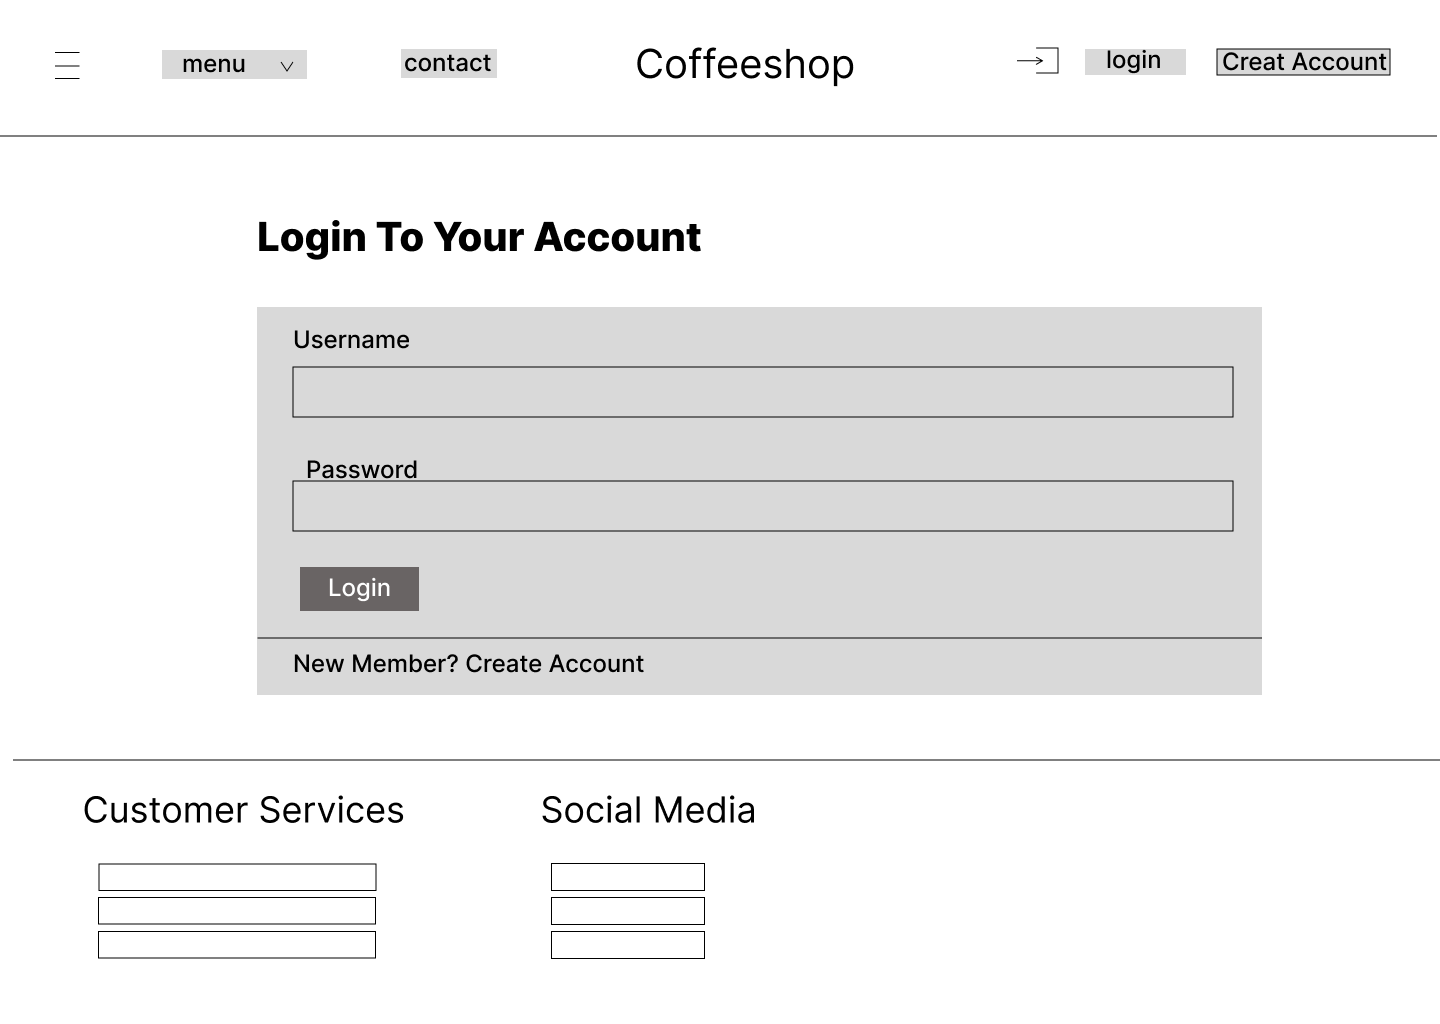 menu
contact
Coffeeshop
login
Creat Account
Login To Your Account
Username
Password
Login
New Member? Create Account
Customer Services
Social Media